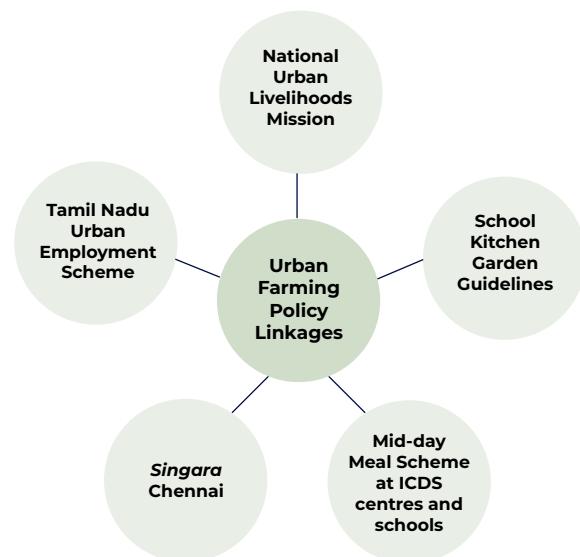 National
Urban
Livelihoods
Mission
Tamil Nadu
Urban
Employment
Scheme
School
Kitchen
Garden
Guidelines
Urban
Farming
Policy
Linkages
Singara
Chennai
Mid-day
Meal Scheme
at ICDS
centres and
schools